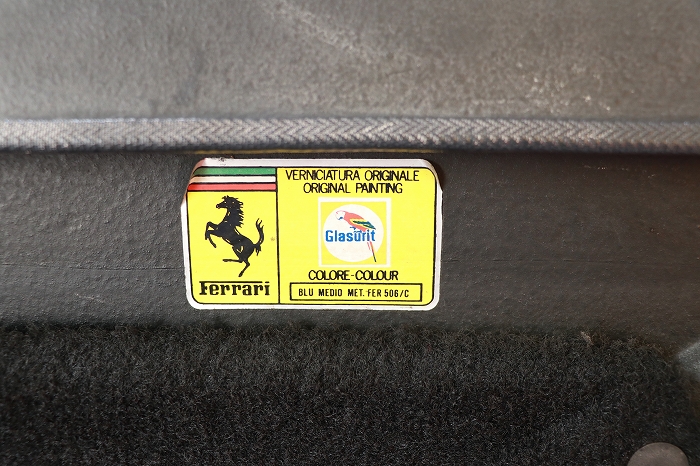 VERNICIATURA ORIGINALE
ORIGINAL PAINTING
Glasurit
COLORE-COLOUR
BLU MEDIO MET. FER 506/C
Ferrari